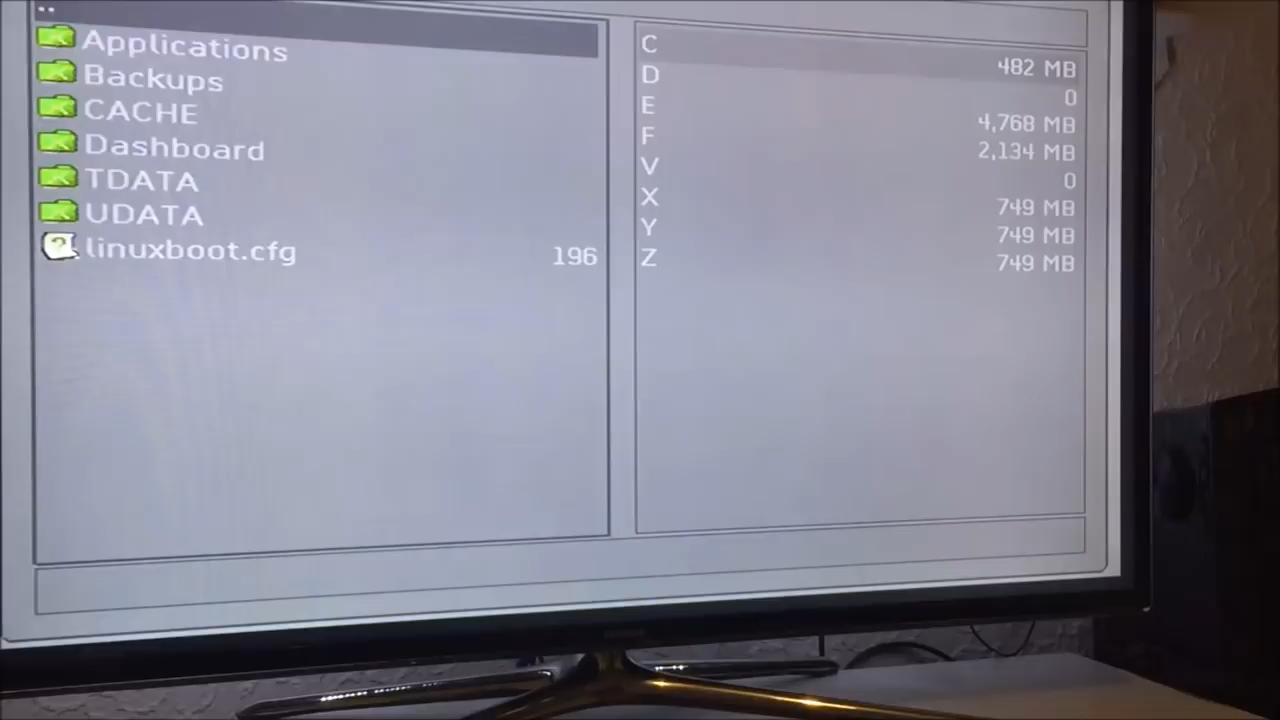 ..
Applications
Backups
CACHE
Dashboard
TDATA
UDATA
linuxboot.cfg 196
C 482 MB
D 0
E 4,768 MB
F 2,134 MB
V 0
X 749 MB
Y 749 MB
Z 749 MB